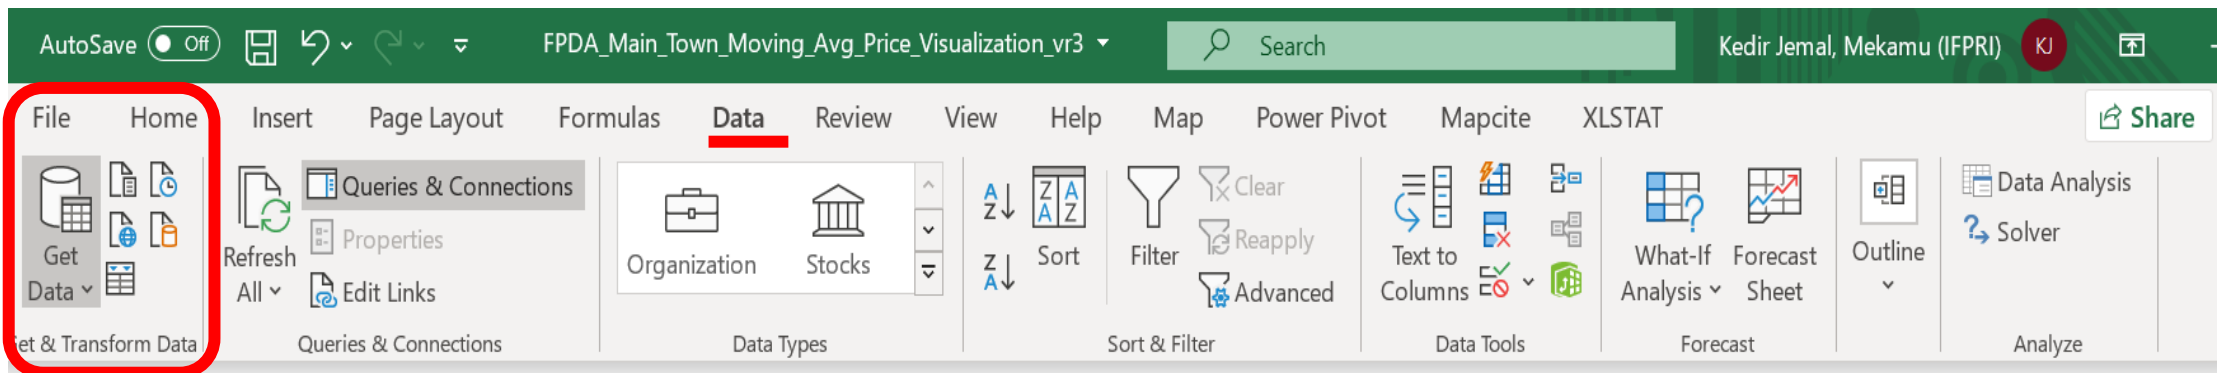 AutoSave Off FPDA_Main_Town_Moving_Avg_Price_Visualization_vr3 Search Kedir Jemal, Mekamu (IFPRI) KJ
File Home Insert Page Layout Formulas Data Review View Help Map Power Pivot Mapcite XLSTAT Share
Get
Data
Refresh
All
Queries & Connections
Properties
Edit Links
Organization Stocks
Sort
Filter
Clear
Reapply
Advanced
Text to
Columns
What-If
Analysis
Forecast
Sheet
Outline
Data Analysis
Solver
et & Transform Data Queries & Connections Data Types Sort & Filter Data Tools Forecast Analyze